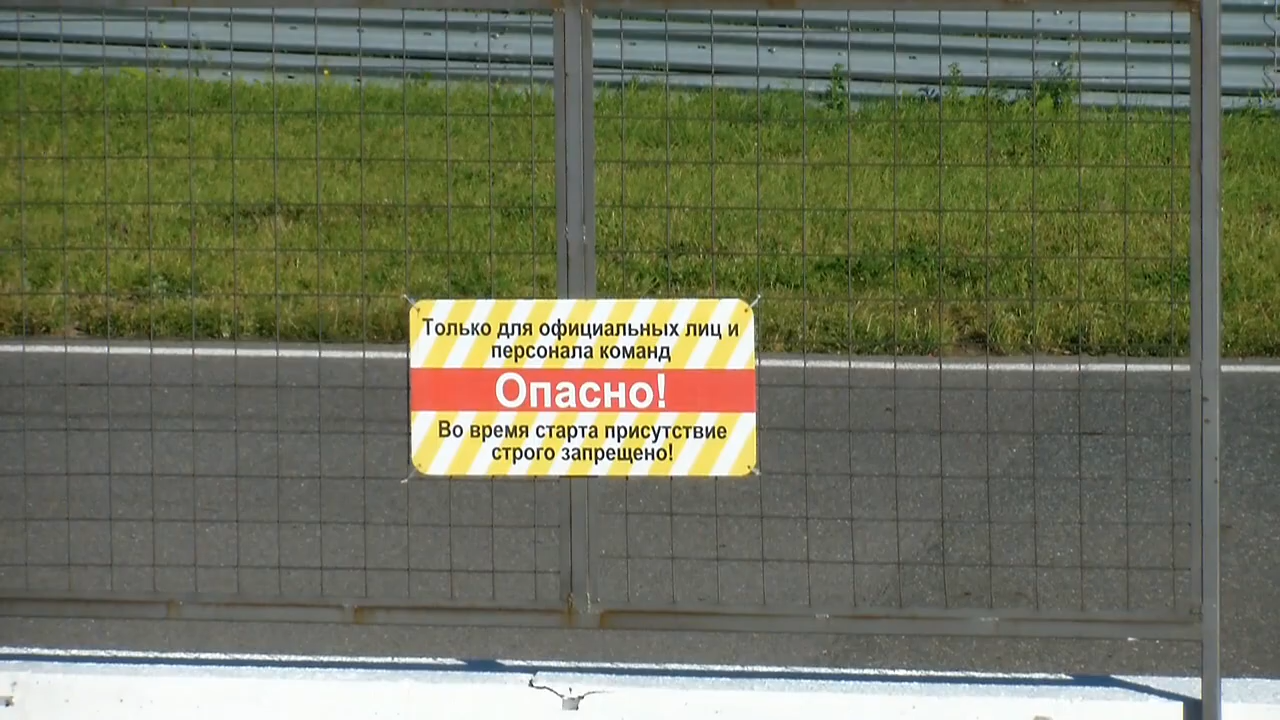 Только для официальных лиц и
персонала команд
Опасно!
Во время старта присутствие
строго запрещено!